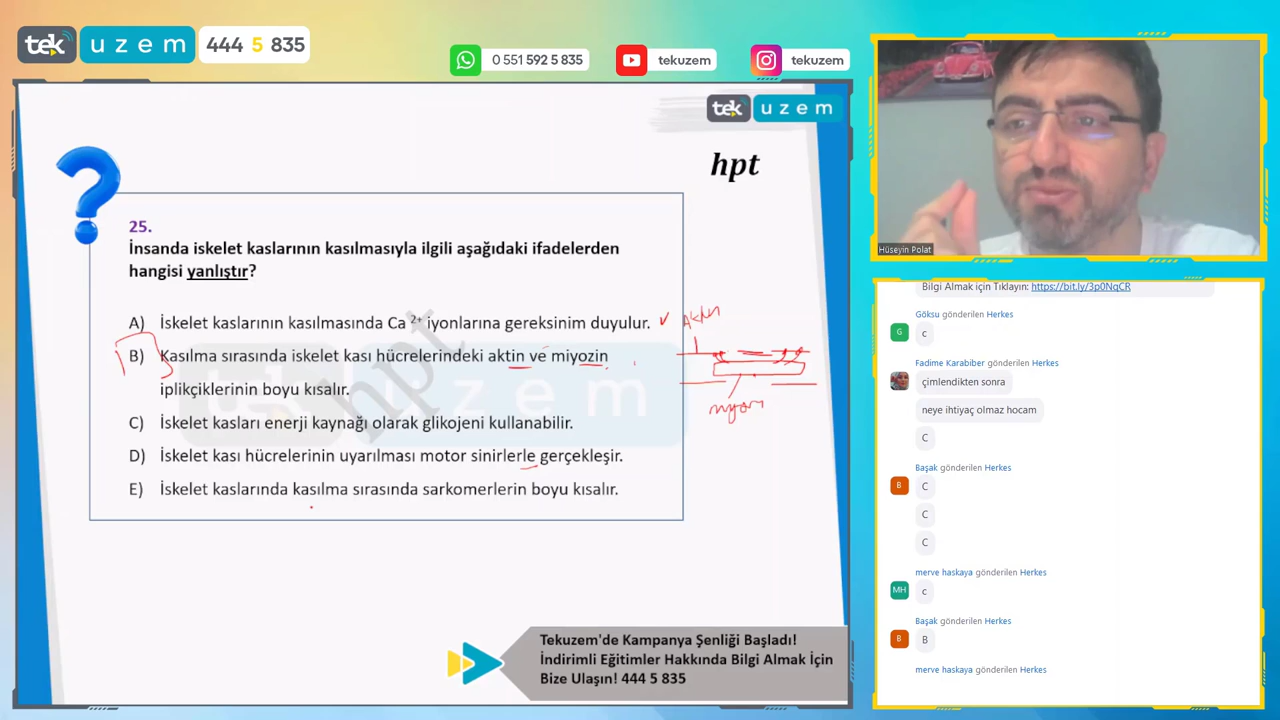 tek uzem 444 5 835
0 551 592 5 835
tekuzem
tekuzem
tek uzem
hpt
25.
İnsanda iskelet kaslarının kasılmasıyla ilgili aşağıdaki ifadelerden
hangisi yanlıştır?
A) İskelet kaslarının kasılmasında Ca2+ iyonlarına gereksinim duyulur.
Aktin
B) Kasılma sırasında iskelet kası hücrelerindeki aktin ve miyozin
iplikçiklerinin boyu kısalır.
C) İskelet kasları enerji kaynağı olarak glikojeni kullanabilir.
D) İskelet kası hücrelerinin uyarılması motor sinirlerle gerçekleşir.
E) İskelet kaslarında kasılma sırasında sarkomerlerin boyu kısalır.
hpt
uzem
Tekuzem'de Kampanya Şenliği Başladı!
İndirimli Eğitimler Hakkında Bilgi Almak İçin
Bize Ulaşın! 444 5 835
Hüseyin Polat
Bilgi Almak için Tıklayın: https://bit.ly/3p0NqCR
Göksu gönderilen Herkes
G
c
Fadime Karabiber gönderilen Herkes
çimlendikten sonra
neye ihtiyaç olmaz hocam
C
Başak gönderilen Herkes
B
C
C
C
merve haskaya gönderilen Herkes
MH
c
Başak gönderilen Herkes
B
B
merve haskaya gönderilen Herkes